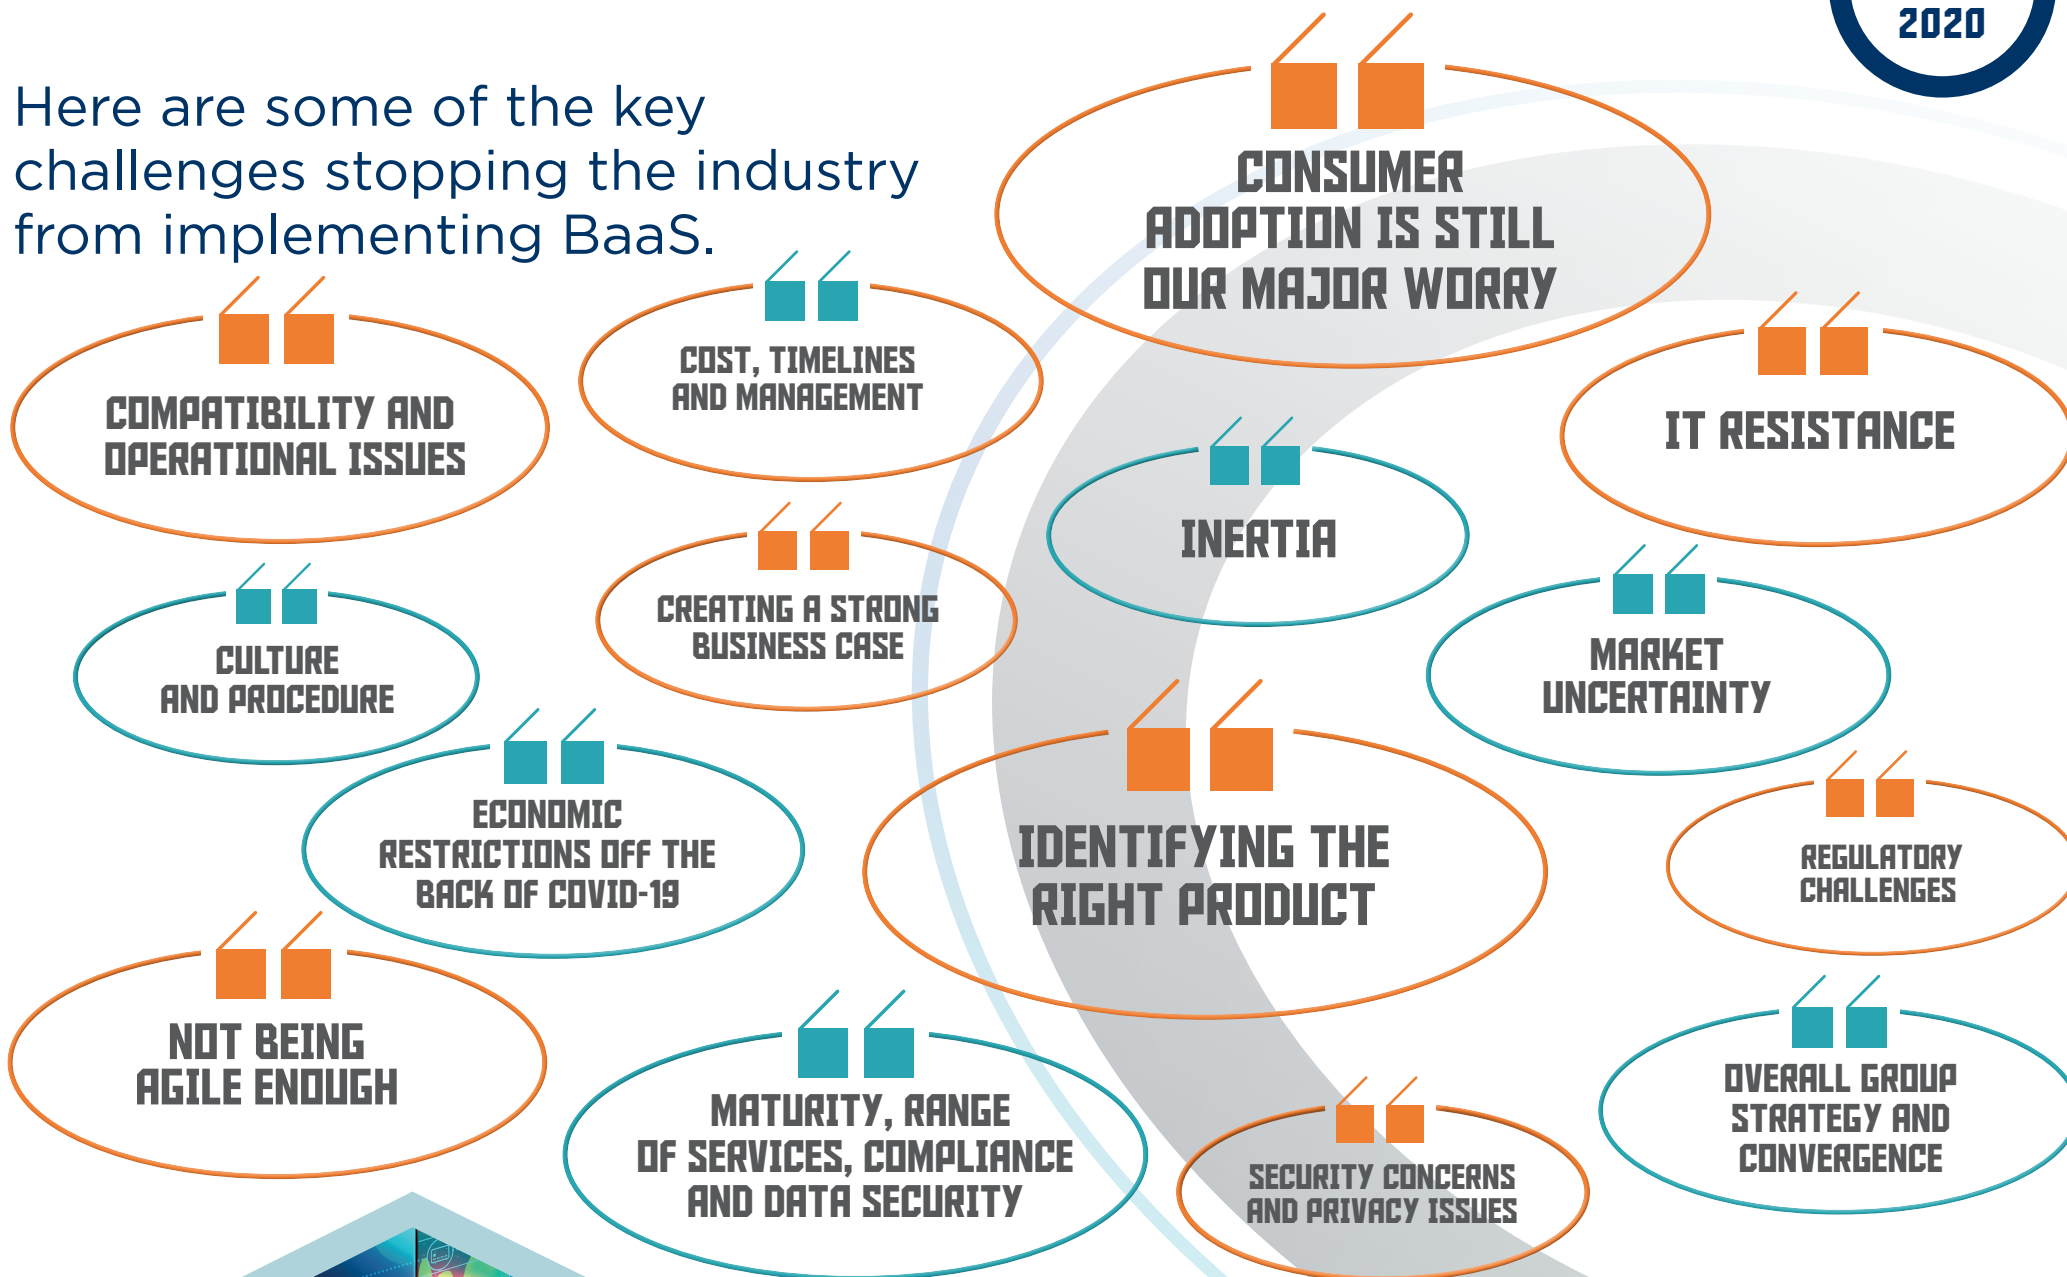 2020
Here are some of the key
challenges stopping the industry
from implementing BaaS.
CONSUMER
ADOPTION IS STILL
OUR MAJOR WORRY
COMPATIBILITY AND
OPERATIONAL ISSUES
COST, TIMELINES
AND MANAGEMENT
IT RESISTANCE
INERTIA
CREATING A STRONG
BUSINESS CASE
CULTURE
AND PROCEDURE
MARKET
UNCERTAINTY
ECONOMIC
RESTRICTIONS OFF THE
BACK OF COVID-19
IDENTIFYING THE
RIGHT PRODUCT
REGULATORY
CHALLENGES
NOT BEING
AGILE ENOUGH
MATURITY, RANGE
OF SERVICES, COMPLIANCE
AND DATA SECURITY
SECURITY CONCERNS
AND PRIVACY ISSUES
OVERALL GROUP
STRATEGY AND
CONVERGENCE